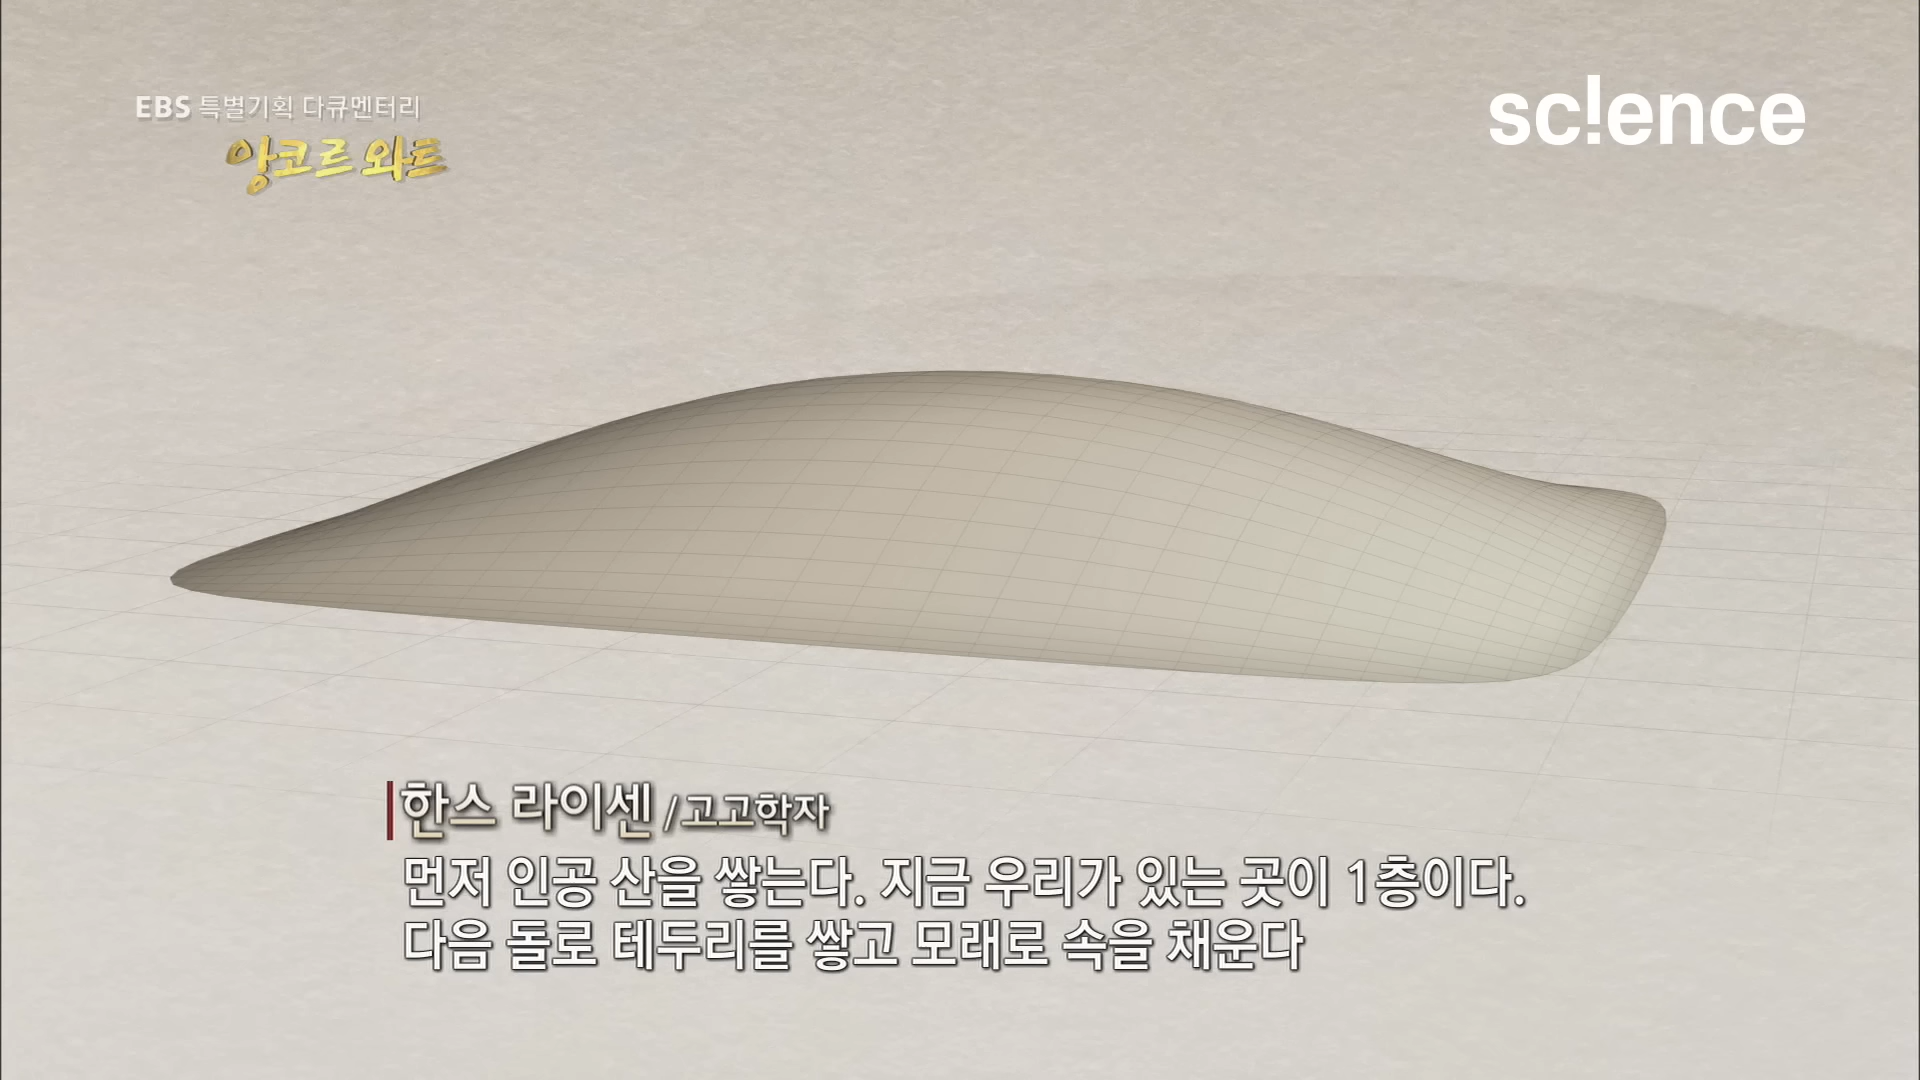 EBS 특별기획 다큐멘터리
앙코르 와트
sc!ence
한스 라이센 / 고고학자
먼저 인공 산을 쌓는다. 지금 우리가 있는 곳이 1층이다.
다음 돌로 테두리를 쌓고 모래로 속을 채운다